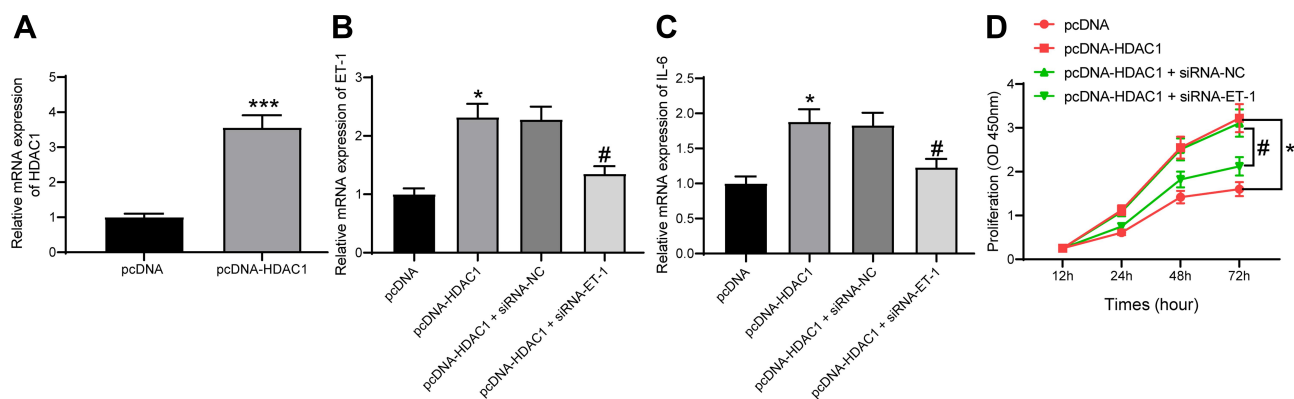 A
Relative mRNA expression
of HDAC1
5
4
3
2
1
0
***
pcDNA
pcDNA-HDAC1
B
Relative mRNA expression of ET-1
3
2
1
0
*
#
pcDNA
pcDNA-HDAC1
pcDNA-HDAC1 + siRNA-NC
pcDNA-HDAC1 + siRNA-ET-1
C
Relative mRNA expression of IL-6
2.5
2.0
1.5
1.0
0.5
0.0
*
#
pcDNA
pcDNA-HDAC1
pcDNA-HDAC1 + siRNA-NC
pcDNA-HDAC1 + siRNA-ET-1
D
pcDNA
pcDNA-HDAC1
pcDNA-HDAC1 + siRNA-NC
pcDNA-HDAC1 + siRNA-ET-1
Proliferation (OD 450nm)
4
3
2
1
0
#
*
12h
24h
48h
72h
Times (hour)